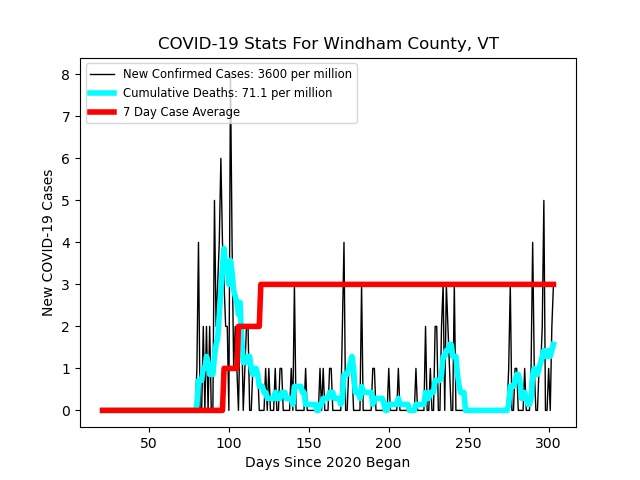 COVID-19 Stats For Windham County, VT
New Confirmed Cases: 3600 per million
Cumulative Deaths: 71.1 per million
7 Day Case Average
New COVID-19 Cases
8
7
6
5
4
3
2
1
0
50 100 150 200 250 300
Days Since 2020 Began